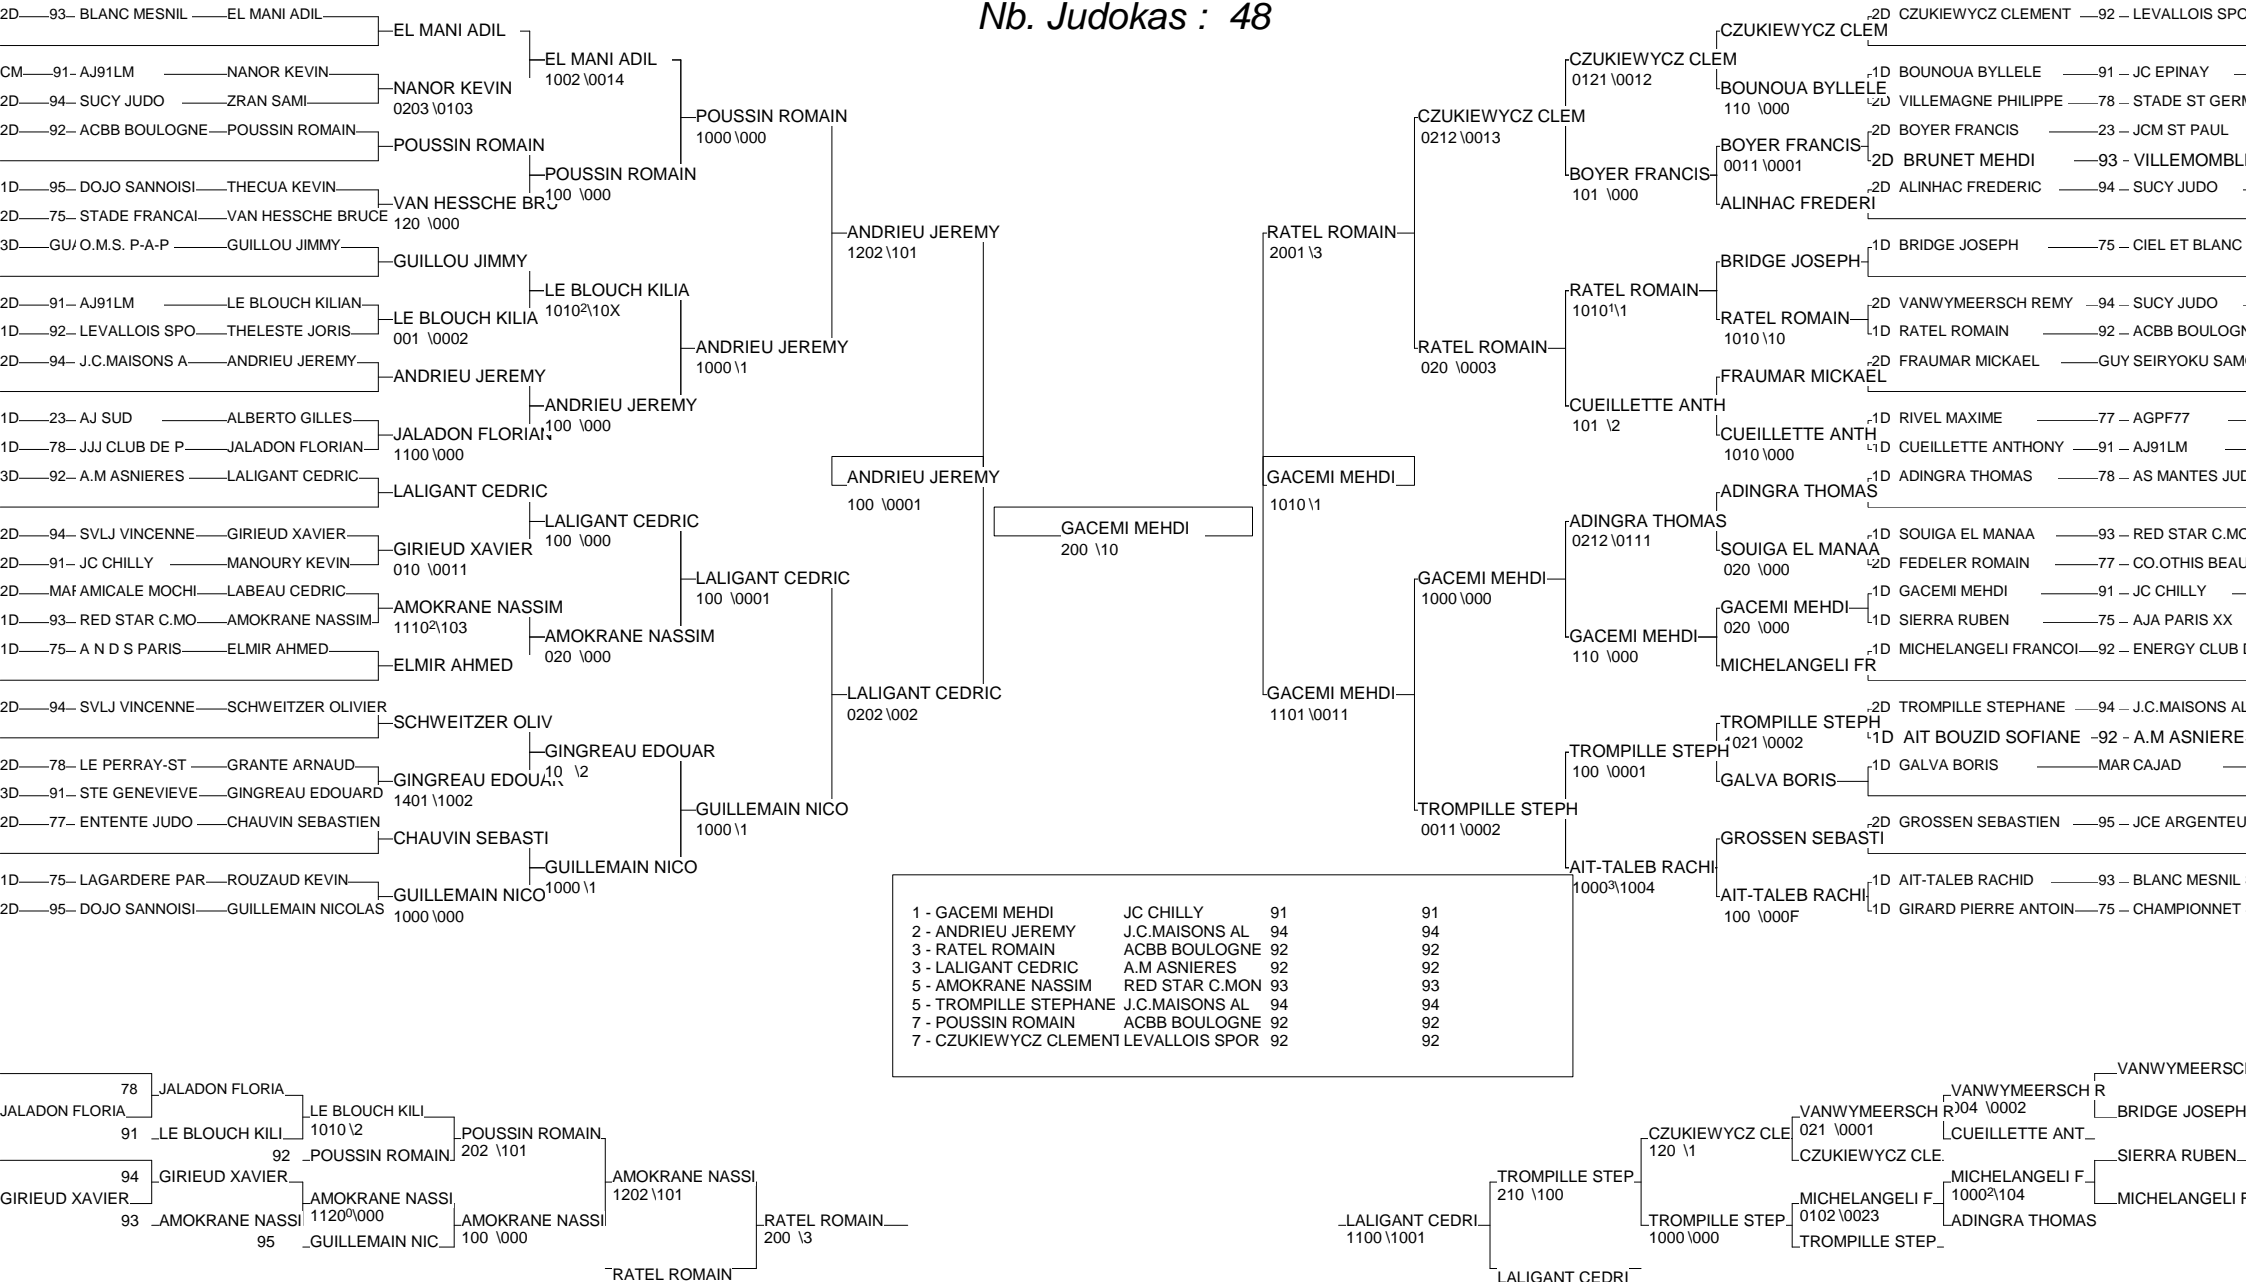 Nb. Judokas : 48
2D 93 BLANC MESNIL EL MANI ADIL
CM 91 AJ91LM NANOR KEVIN
2D 94 SUCY JUDO ZRAN SAMI
2D 92 ACBB BOULOGNE POUSSIN ROMAIN
1D 95 DOJO SANNOISI THECUA KEVIN
2D 75 STADE FRANCAI VAN HESSCHE BRUCE
3D GUA O.M.S. P-A-P GUILLOU JIMMY
2D 91 AJ91LM LE BLOUCH KILIAN
1D 92 LEVALLOIS SPO THELESTE JORIS
2D 94 J.C.MAISONS A ANDRIEU JEREMY
1D 23 AJ SUD ALBERTO GILLES
1D 78 JJJ CLUB DE P JALADON FLORIAN
3D 92 A.M ASNIERES LALIGANT CEDRIC
2D 94 SVLJ VINCENNE GIRIEUD XAVIER
2D 91 JC CHILLY MANOURY KEVIN
2D MAR AMICALE MOCHI LABEAU CEDRIC
1D 93 RED STAR C.MO AMOKRANE NASSIM
1D 75 A N D S PARIS ELMIR AHMED
2D 94 SVLJ VINCENNE SCHWEITZER OLIVIER
2D 78 LE PERRAY-ST GRANTE ARNAUD
3D 91 STE GENEVIEVE GINGREAU EDOUARD
2D 77 ENTENTE JUDO CHAUVIN SEBASTIEN
1D 75 LAGARDERE PAR ROUZAUD KEVIN
2D 95 DOJO SANNOISI GUILLEMAIN NICOLAS
EL MANI ADIL
NANOR KEVIN
0203 \0103
POUSSIN ROMAIN
VAN HESSCHE BRU
120 \000
GUILLOU JIMMY
LE BLOUCH KILIA
001 \0002
ANDRIEU JEREMY
JALADON FLORIAN
1100 \000
LALIGANT CEDRIC
GIRIEUD XAVIER
010 \0011
AMOKRANE NASSIM
1110²\103
ELMIR AHMED
SCHWEITZER OLIV
GINGREAU EDOUAR
1401 \1002
CHAUVIN SEBASTI
GUILLEMAIN NICO
1000 \000
EL MANI ADIL
1002 \0014
POUSSIN ROMAIN
100 \000
LE BLOUCH KILIA
1010²\10X
ANDRIEU JEREMY
100 \000
LALIGANT CEDRIC
100 \000
AMOKRANE NASSIM
020 \000
GINGREAU EDOUAR
10 \2
GUILLEMAIN NICO
1000 \1
POUSSIN ROMAIN
1000 \000
ANDRIEU JEREMY
1000 \1
LALIGANT CEDRIC
100 \0001
GUILLEMAIN NICO
1000 \1
ANDRIEU JEREMY
1202 \101
LALIGANT CEDRIC
0202 \002
ANDRIEU JEREMY
100 \0001
GACEMI MEHDI
200 \10
GACEMI MEHDI
1010 \1
RATEL ROMAIN
2001 \3
GACEMI MEHDI
1101 \0011
CZUKIEWYCZ CLEM
0212 \0013
RATEL ROMAIN
020 \0003
GACEMI MEHDI
1000 \000
TROMPILLE STEPH
0011 \0002
CZUKIEWYCZ CLEM
0121 \0012
BOYER FRANCIS
101 \000
RATEL ROMAIN
1010¹\1
CUEILLETTE ANTH
101 \2
ADINGRA THOMAS
0212 \0111
GACEMI MEHDI
110 \000
TROMPILLE STEPH
100 \0001
AIT-TALEB RACHI
1000³\1004
CZUKIEWYCZ CLEM
BOUNOUA BYLLELE
110 \000
BOYER FRANCIS
0011 \0001
ALINHAC FREDERI
BRIDGE JOSEPH
RATEL ROMAIN
1010 \10
FRAUMAR MICKAEL
CUEILLETTE ANTH
1010 \000
ADINGRA THOMAS
SOUIGA EL MANAA
020 \000
GACEMI MEHDI
020 \000
MICHELANGELI FR
TROMPILLE STEPH
1021 \0002
GALVA BORIS
GROSSEN SEBASTI
AIT-TALEB RACHI
100 \000F
2D CZUKIEWYCZ CLEMENT 92 – LEVALLOIS SPO
1D BOUNOUA BYLLELE 91 – JC EPINAY
2D VILLEMAGNE PHILIPPE 78 – STADE ST GERM
2D BOYER FRANCIS 23 – JCM ST PAUL
2D BRUNET MEHDI 93 - VILLEMOMBL
2D ALINHAC FREDERIC 94 – SUCY JUDO
1D BRIDGE JOSEPH 75 – CIEL ET BLANC
2D VANWYMEERSCH REMY 94 – SUCY JUDO
1D RATEL ROMAIN 92 – ACBB BOULOGN
2D FRAUMAR MICKAEL GUY SEIRYOKU SAM
1D RIVEL MAXIME 77 – AGPF77
1D CUEILLETTE ANTHONY 91 – AJ91LM
1D ADINGRA THOMAS 78 – AS MANTES JUD
1D SOUIGA EL MANAA 93 – RED STAR C.MO
2D FEDELER ROMAIN 77 – CO.OTHIS BEAU
1D GACEMI MEHDI 91 – JC CHILLY
1D SIERRA RUBEN 75 – AJA PARIS XX
1D MICHELANGELI FRANCOI 92 – ENERGY CLUB
2D TROMPILLE STEPHANE 94 – J.C.MAISONS AL
1D AIT BOUZID SOFIANE 92 - A.M ASNIERE
1D GALVA BORIS MAR CAJAD
2D GROSSEN SEBASTIEN 95 – JCE ARGENTEU
1D AIT-TALEB RACHID 93 – BLANC MESNIL
1D GIRARD PIERRE ANTOIN 75 – CHAMPIONNET
1 - GACEMI MEHDI JC CHILLY 91 91
2 - ANDRIEU JEREMY J.C.MAISONS AL 94 94
3 - RATEL ROMAIN ACBB BOULOGNE 92 92
3 - LALIGANT CEDRIC A.M ASNIERES 92 92
5 - AMOKRANE NASSIM RED STAR C.MON 93 93
5 - TROMPILLE STEPHANE J.C.MAISONS AL 94 94
7 - POUSSIN ROMAIN ACBB BOULOGNE 92 92
7 - CZUKIEWYCZ CLEMENT LEVALLOIS SPOR 92 92
78 JALADON FLORIA
JALADON FLORIA
91 LE BLOUCH KILI
LE BLOUCH KILI
1010 \2
92 POUSSIN ROMAIN
POUSSIN ROMAIN
202 \101
94 GIRIEUD XAVIER
GIRIEUD XAVIER
93 AMOKRANE NASSI
AMOKRANE NASSI
1120⁰\000
95 GUILLEMAIN NIC
AMOKRANE NASSI
100 \000
AMOKRANE NASSI
1202 \101
RATEL ROMAIN
RATEL ROMAIN
200 \3
LALIGANT CEDRI
1100 \1001
TROMPILLE STEP
210 \100
LALIGANT CEDRI
CZUKIEWYCZ CLE
120 \1
TROMPILLE STEP
1000 \000
VANWYMEERSCH R
021 \0001
CZUKIEWYCZ CLE
MICHELANGELI F
0102 \0023
TROMPILLE STEP
VANWYMEERSCH R
004 \0002
CUEILLETTE ANT
MICHELANGELI F
1000²\104
ADINGRA THOMAS
VANWYMEERSC
BRIDGE JOSEPH
SIERRA RUBEN
MICHELANGELI F